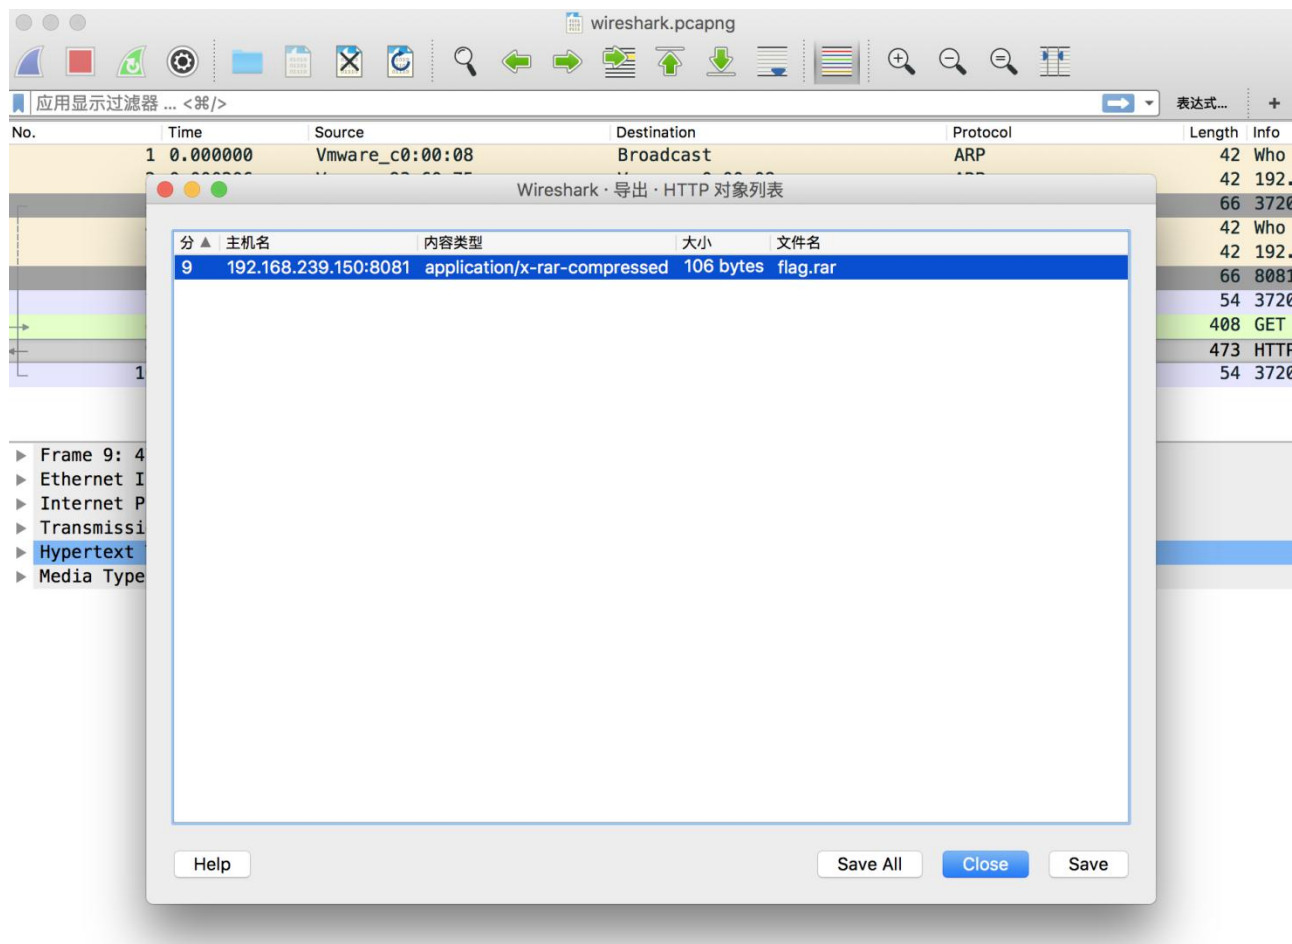 wireshark.pcapng
应用显示过滤器 ... <⌘/>
表达式... +
No. Time Source Destination Protocol Length Info
1 0.000000 Vmware_c0:00:08 Broadcast ARP 42 Who
42 192.
Wireshark · 导出 · HTTP 对象列表
66 3720
42 Who
分 ▲ 主机名 内容类型 大小 文件名
42 192.
9 192.168.239.150:8081 application/x-rar-compressed 106 bytes flag.rar
66 8081
54 3720
408 GET
473 HTTP
1 54 3720
Frame 9: 4
Ethernet I
Internet P
Transmissi
Hypertext
Media Type
Help Save All Close Save